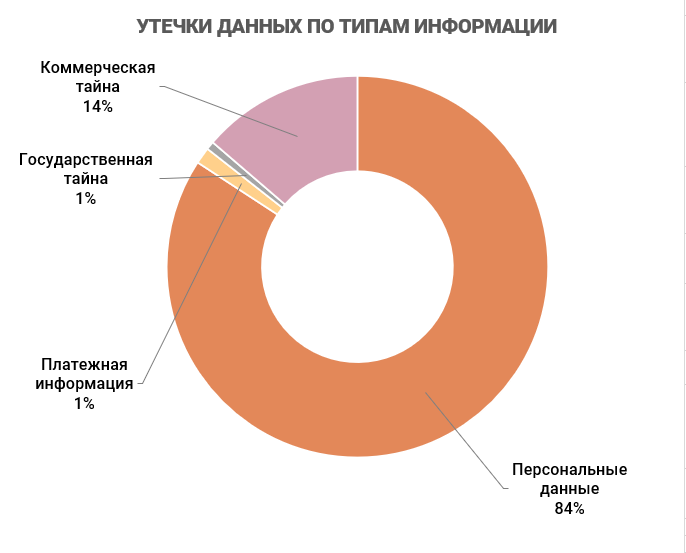 УТЕЧКИ ДАННЫХ ПО ТИПАМ ИНФОРМАЦИИ
Коммерческая
тайна
14%
Государственная
тайна
1%
Платежная
информация
1%
Персональные
данные
84%